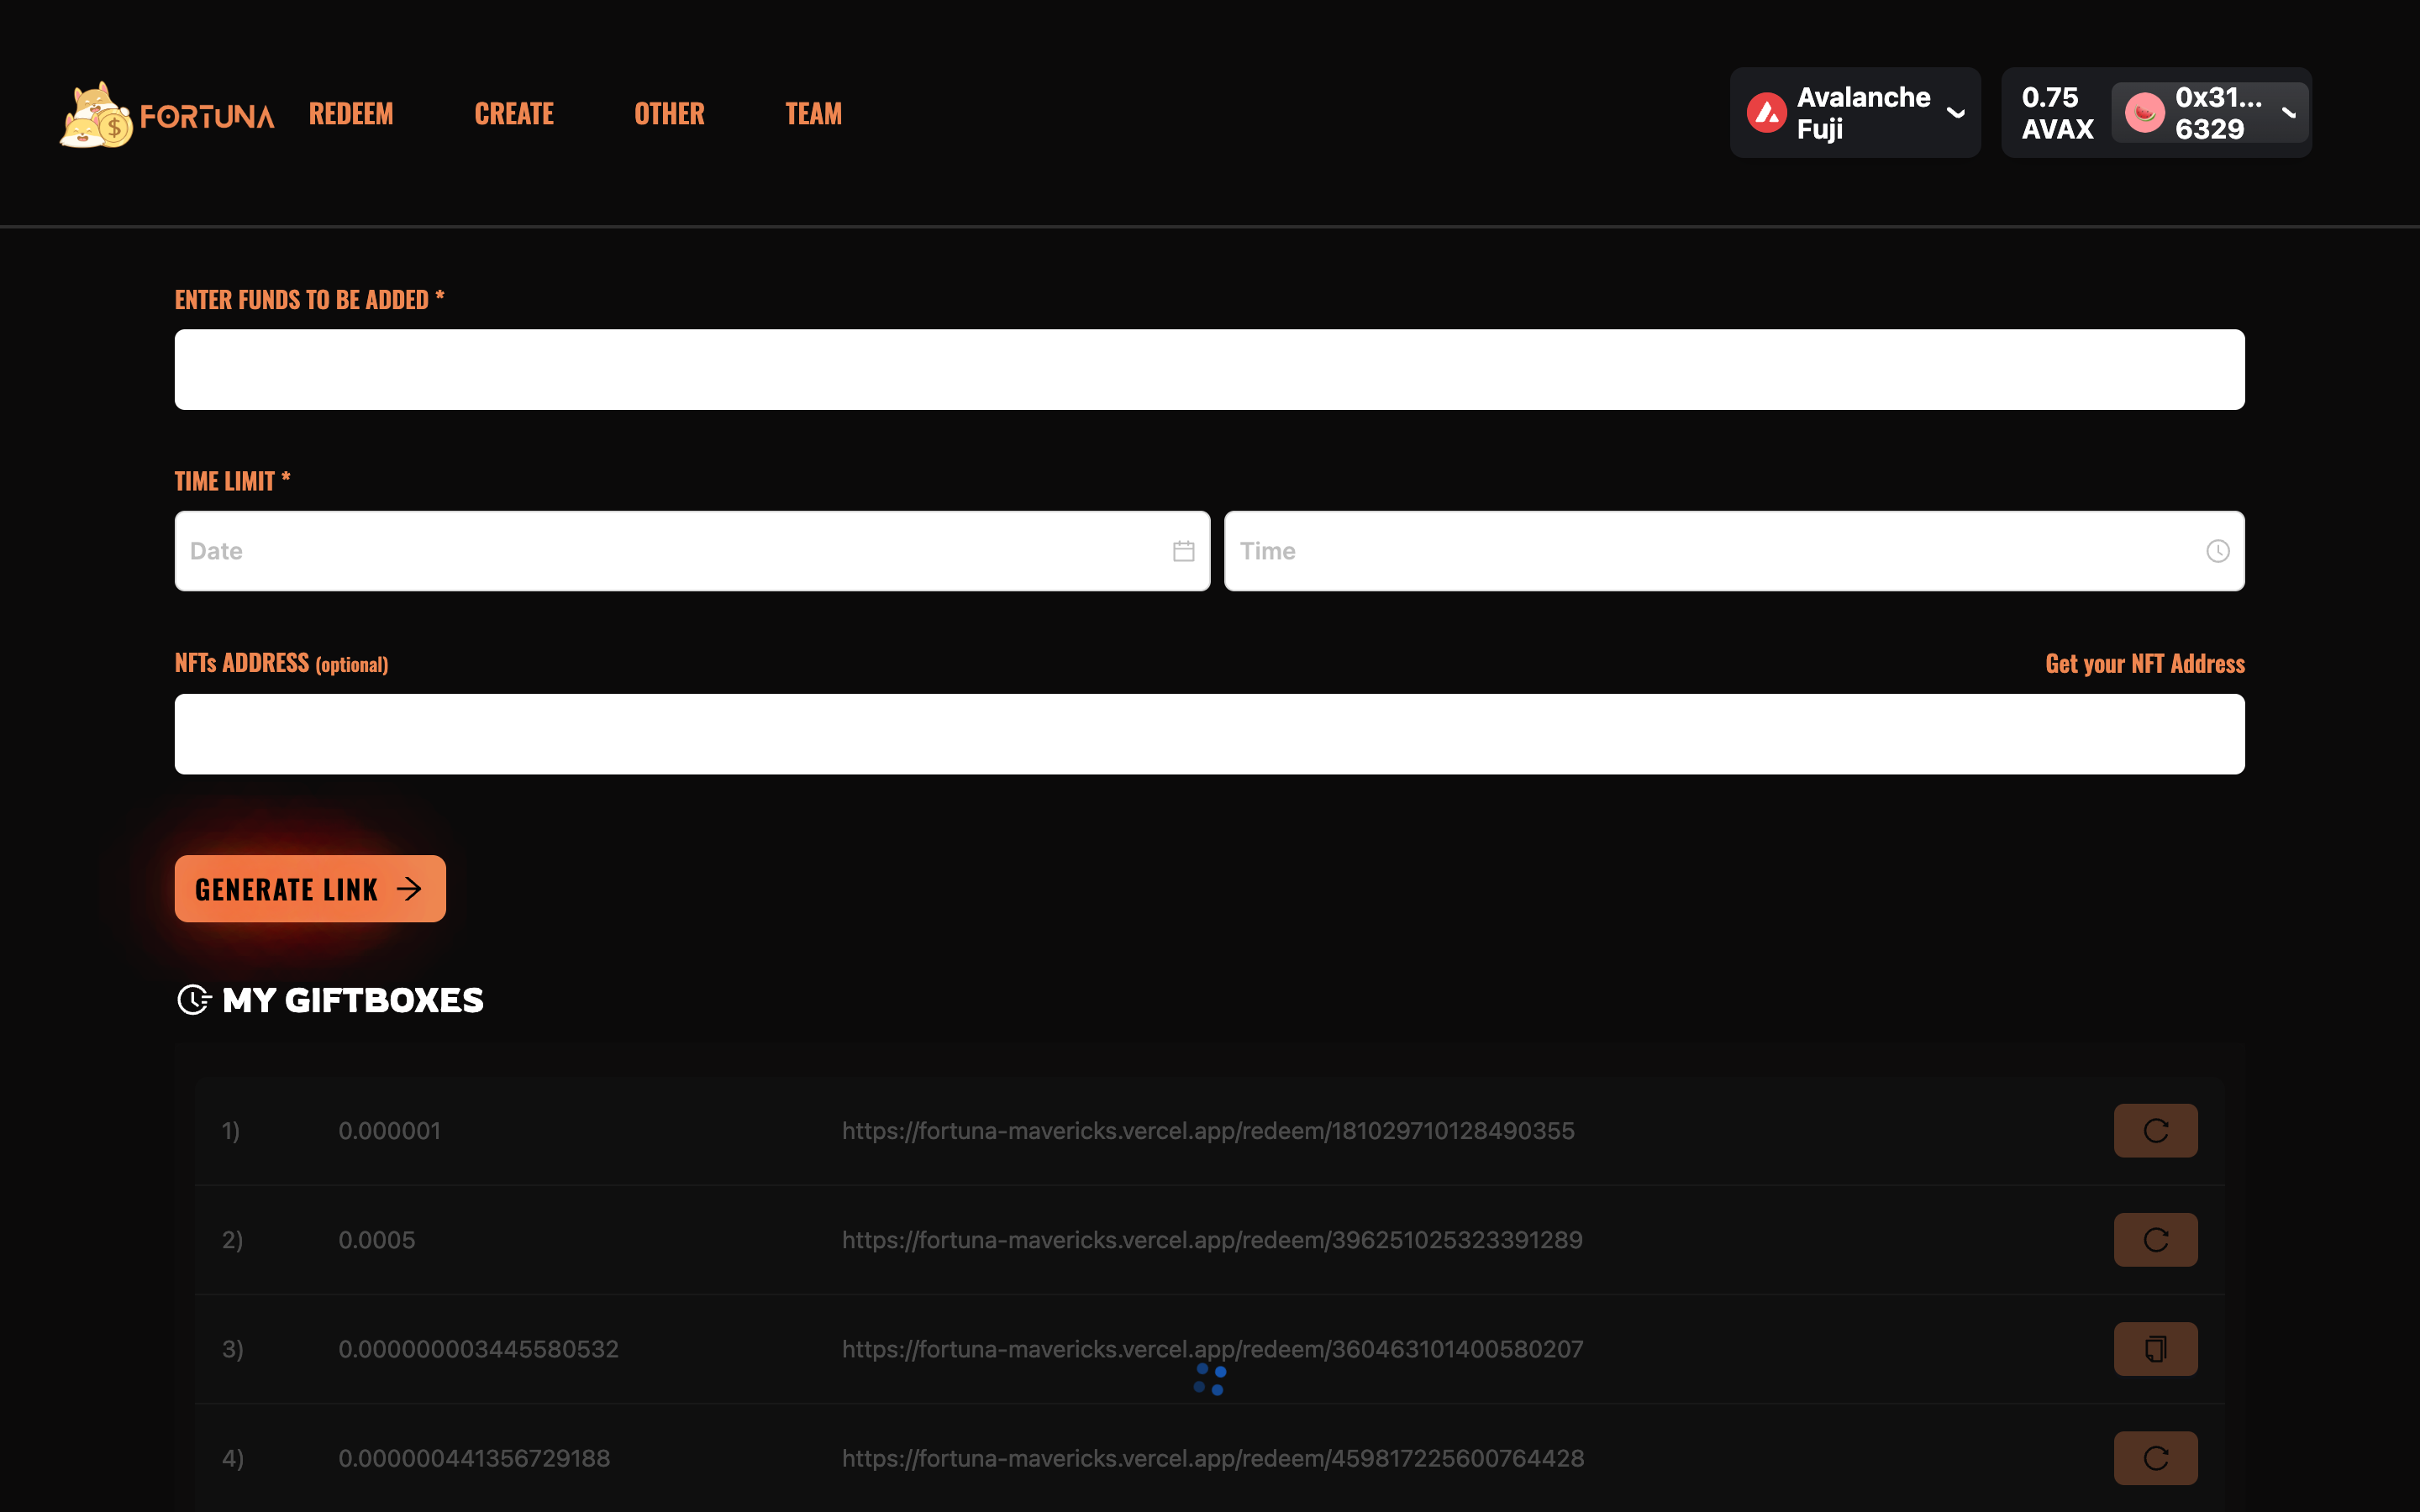 FORTUNA
REDEEM
CREATE
OTHER
TEAM
Avalanche
Fuji
0.75
AVAX
0x31...
6329
ENTER FUNDS TO BE ADDED *
TIME LIMIT *
Date
Time
NFTs ADDRESS (optional)
Get your NFT Address
GENERATE LINK
MY GIFTBOXES
1) 0.000001 https://fortuna-mavericks.vercel.app/redeem/181029710128490355
2) 0.0005 https://fortuna-mavericks.vercel.app/redeem/396251025323391289
3) 0.000000003445580532 https://fortuna-mavericks.vercel.app/redeem/360463101400580207
4) 0.000000441356729188 https://fortuna-mavericks.vercel.app/redeem/459817225600764428